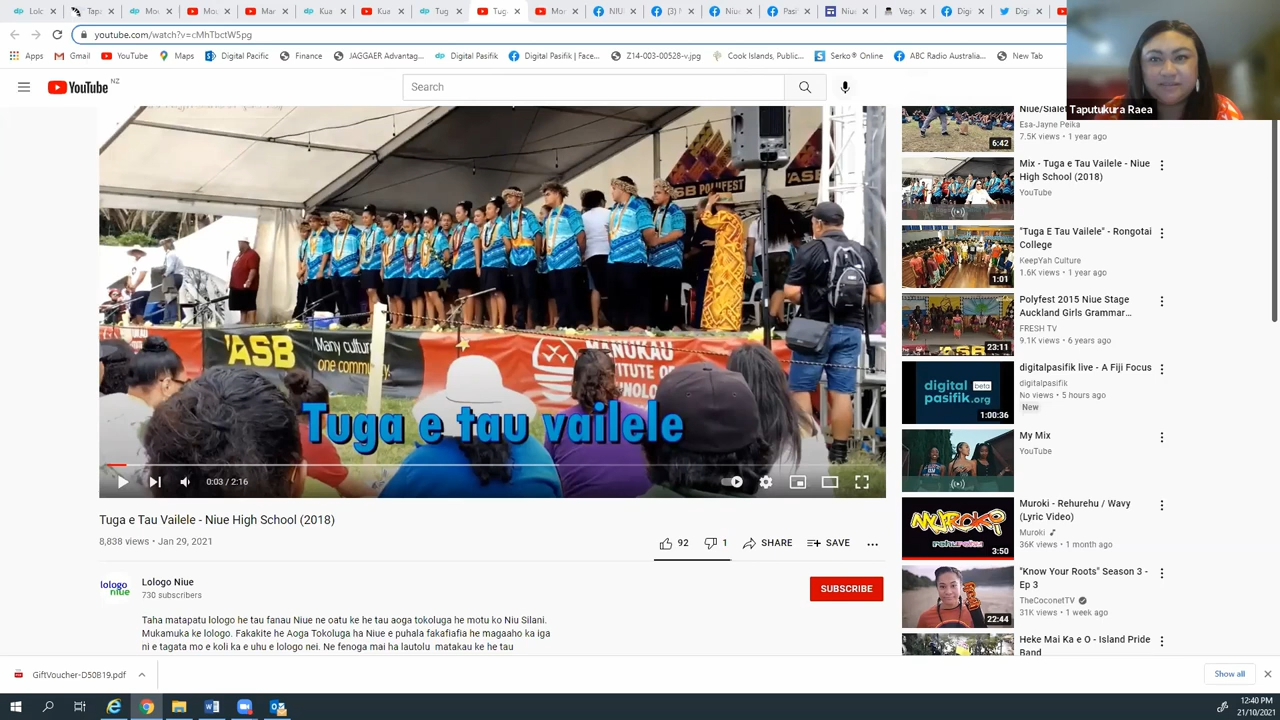 youtube.com/watch?v=cMhTbctW5pg
Apps
Gmail
YouTube
Digital Pacific
Finance
JAGGAER Advantag...
Digital Pasifik
Digital Pasifik | Face...
Z14-003-00528-v.jpg
Cook Islands, Public...
Serko® Online
ABC Radio Australia...
New Tab
YouTube NZ
Search
Taputukura Raea
ASB POLYFEST
ASB
Many culture
one community
MANUKAU
INSTITUTE OF
Tuga e tau vailele
0:03 / 2:16
Tuga e Tau Vailele - Niue High School (2018)
8,838 views • Jan 29, 2021
92
1
SHARE
SAVE
...
lologo
niue
Lologo Niue
730 subscribers
SUBSCRIBE
Taha matapatu lologo he tau fanau Niue ne oatu ke he tau aoga tokoluga he motu ko Niu Silani.
Mukamuka ke lologo. Fakakite he Aoga Tokoluga ha Niue e puhala fakafiafia he magaaho ka iga
ni e tagata mo e koli ka e uhu e lologo nei. Ne fenoga mai ha lautolu matakau ke he tau
Esa-Jayne Peika
7.5K views • 1 year ago
6:42
Mix - Tuga e Tau Vailele - Niue
High School (2018)
YouTube
"Tuga E Tau Vailele" - Rongotai
College
KeepYah Culture
1.6K views • 1 year ago
1:01
Polyfest 2015 Niue Stage
Auckland Girls Grammar...
FRESH TV
9.1K views • 6 years ago
23:11
digitalpasifik live - A Fiji Focus
digitalpasifik
No views • 5 hours ago
New
digital beta
pasifik.org
1:00:36
My Mix
YouTube
Muroki - Rehurehu / Wavy
(Lyric Video)
Muroki
36K views • 1 month ago
MUROKI
rehurehu
3:50
"Know Your Roots" Season 3 -
Ep 3
TheCoconetTV
31K views • 1 week ago
22:44
Heke Mai Ka e O - Island Pride
Band
GiftVoucher-D50819.pdf
Show all
12:40 PM
21/10/2021